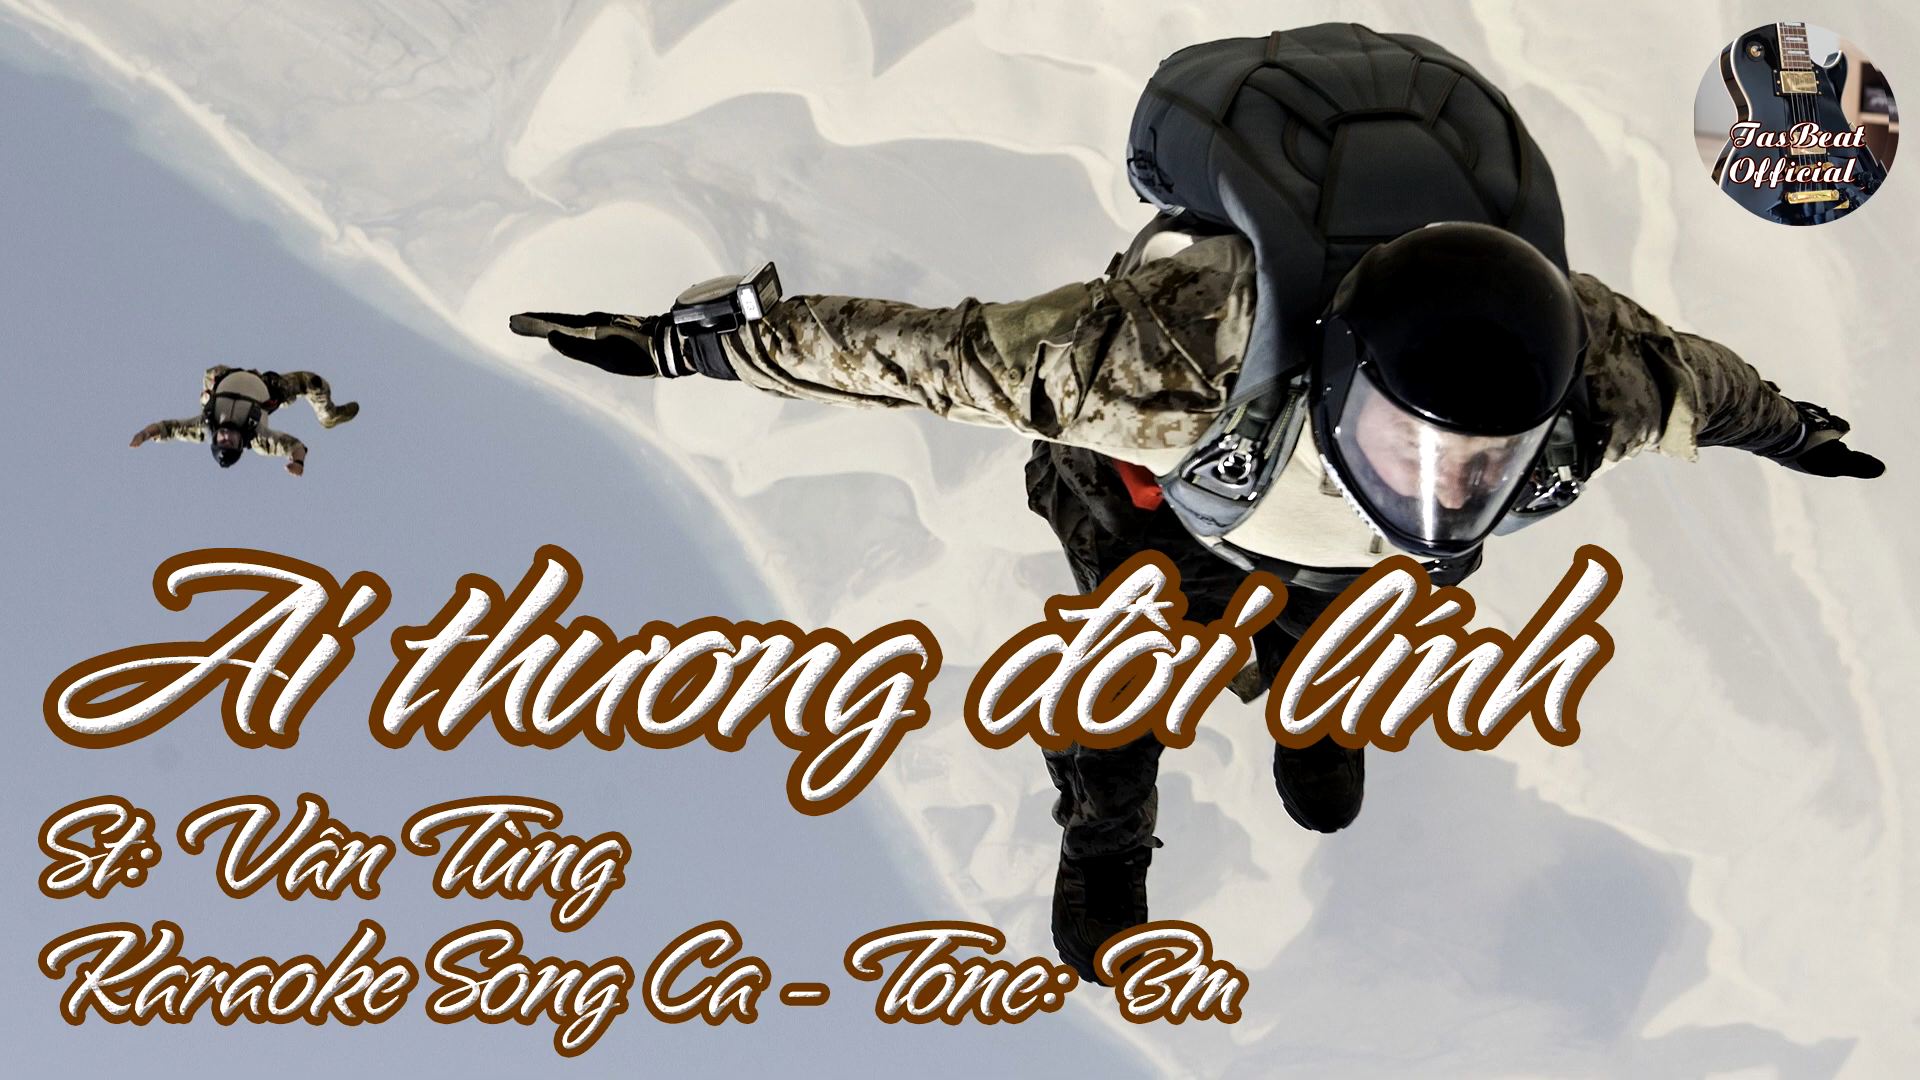 TasBeat
Official
Ai thương đời lính
St: Vân Tùng
Karaoke Song Ca - Tone: Bm